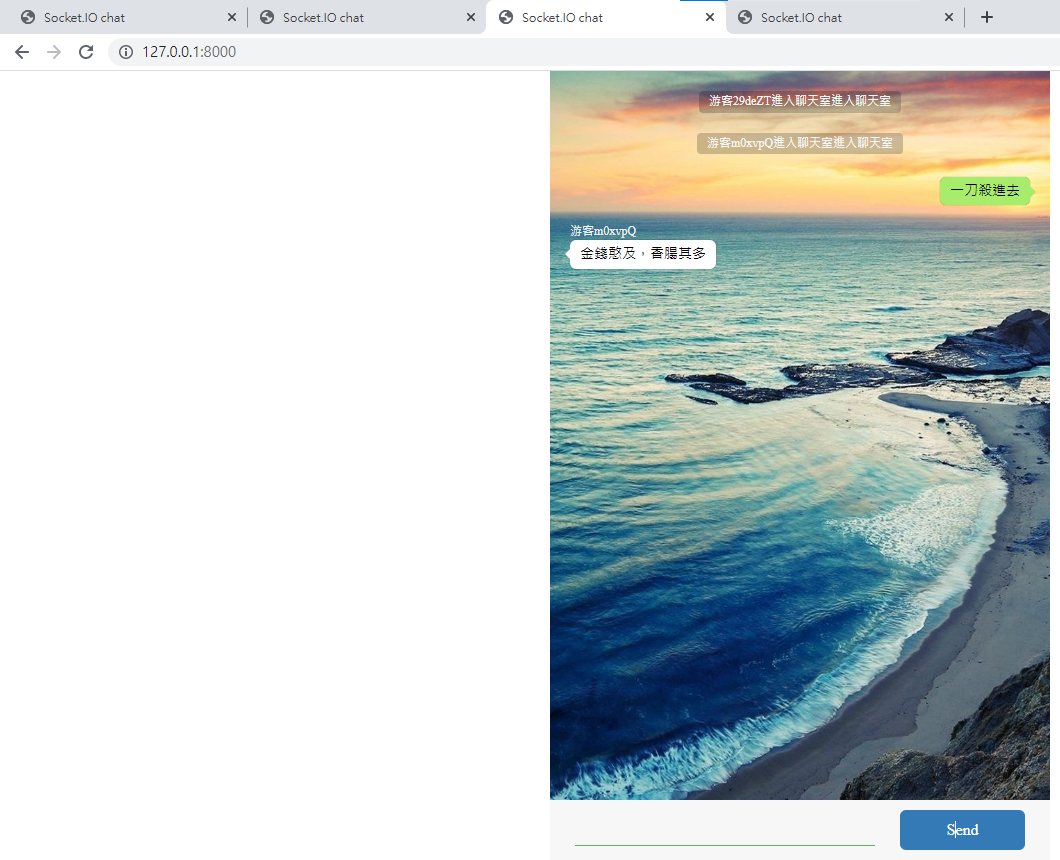 Socket.IO chat
Socket.IO chat
Socket.IO chat
Socket.IO chat
127.0.0.1:8000
游客29deZT進入聊天室進入聊天室
游客m0xvpQ進入聊天室進入聊天室
一刀殺進去
游客m0xvpQ
金錢憨及，香腸其多
Send